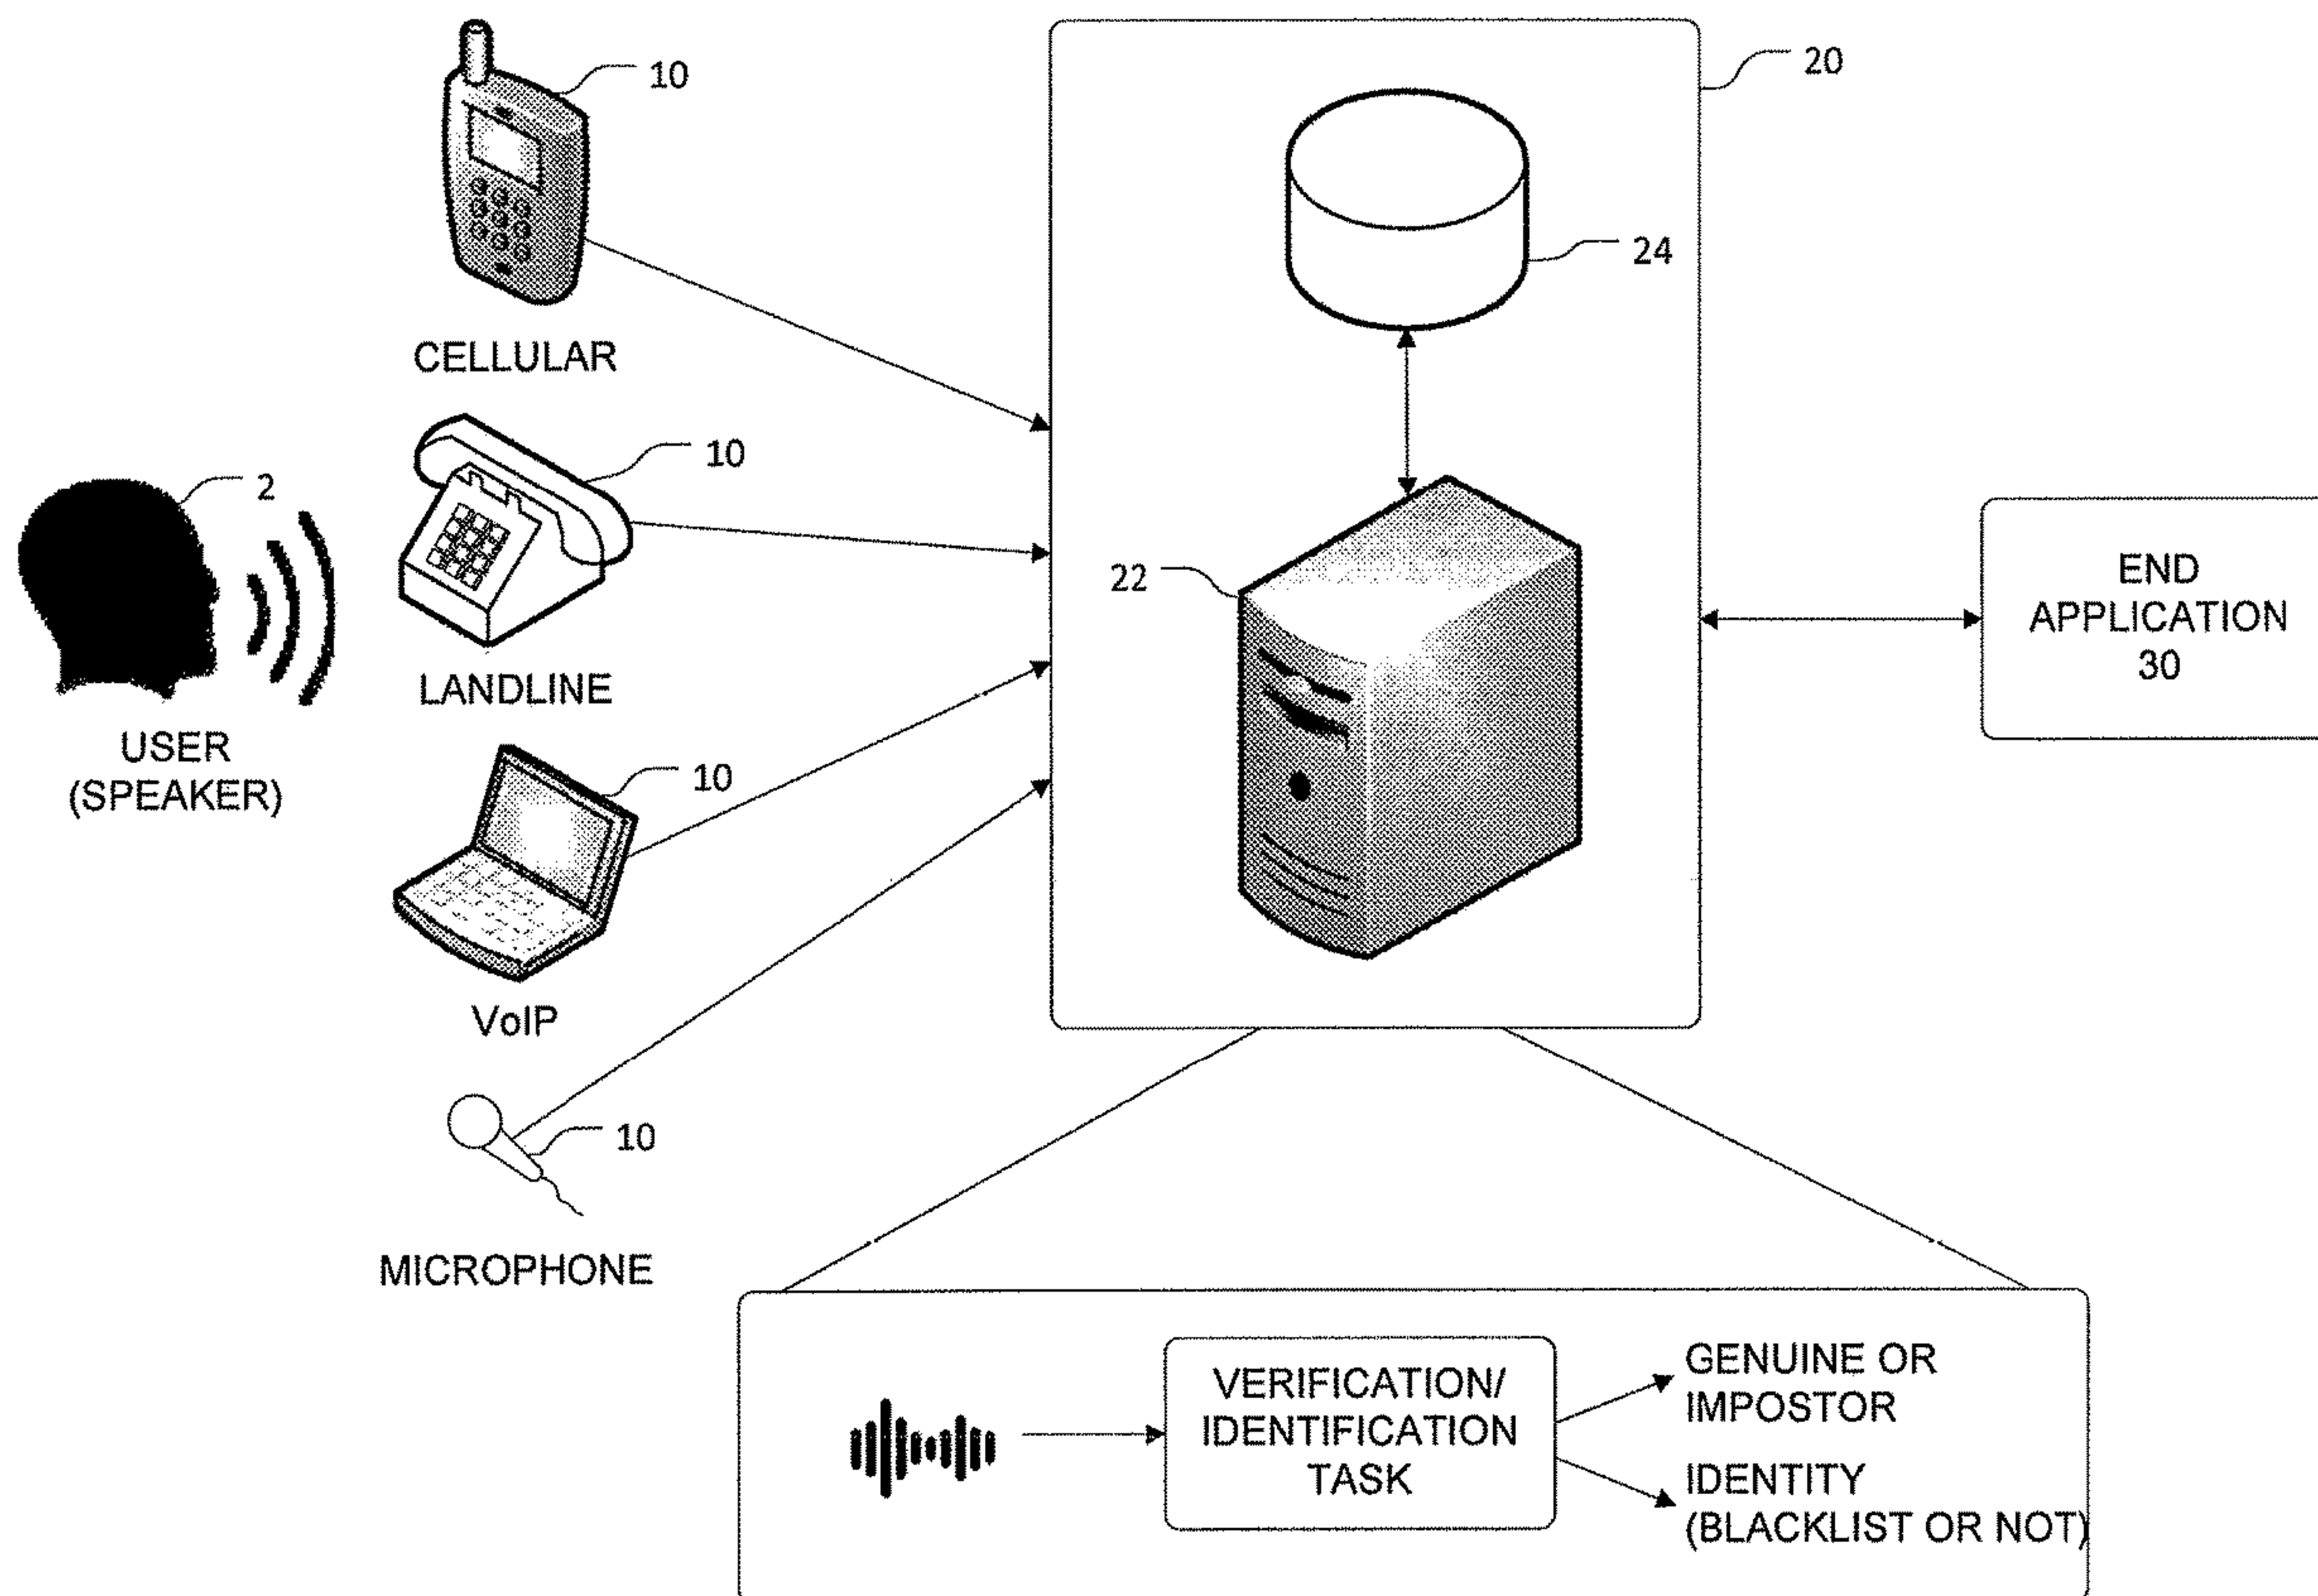 10
CELLULAR
10
2
LANDLINE
USER
(SPEAKER)
10
VoIP
10
MICROPHONE
20
24
22
END
APPLICATION
30
VERIFICATION/
IDENTIFICATION
TASK
GENUINE OR
IMPOSTOR
IDENTITY
(BLACKLIST OR NOT)